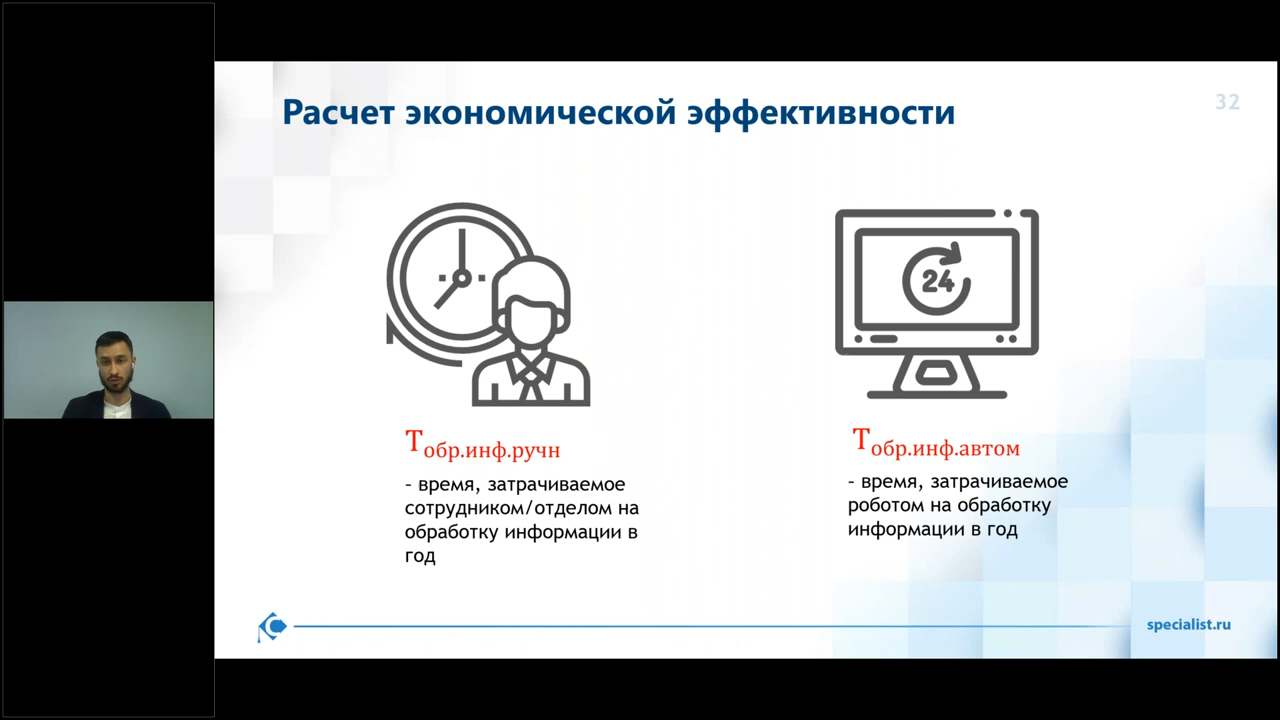 Расчет экономической эффективности
32
24
Тобр.инф.ручн
- время, затрачиваемое
сотрудником/отделом на
обработку информации в
год
Тобр.инф.автом
- время, затрачиваемое
роботом на обработку
информации в год
specialist.ru